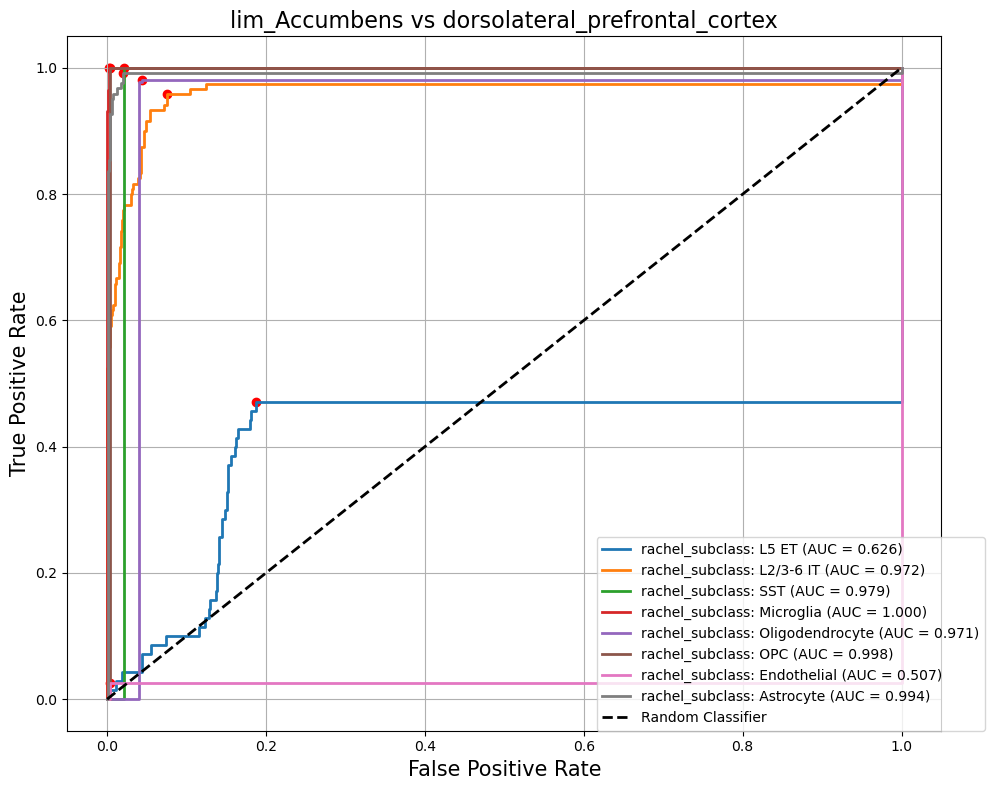 lim_Accumbens vs dorsolateral_prefrontal_cortex
True Positive Rate
1.0
0.8
0.6
0.4
0.2
0.0
rachel_subclass: L5 ET (AUC = 0.626)
rachel_subclass: L2/3-6 IT (AUC = 0.972)
rachel_subclass: SST (AUC = 0.979)
rachel_subclass: Microglia (AUC = 1.000)
rachel_subclass: Oligodendrocyte (AUC = 0.971)
rachel_subclass: OPC (AUC = 0.998)
rachel_subclass: Endothelial (AUC = 0.507)
rachel_subclass: Astrocyte (AUC = 0.994)
Random Classifier
0.0 0.2 0.4 0.6 0.8 1.0
False Positive Rate